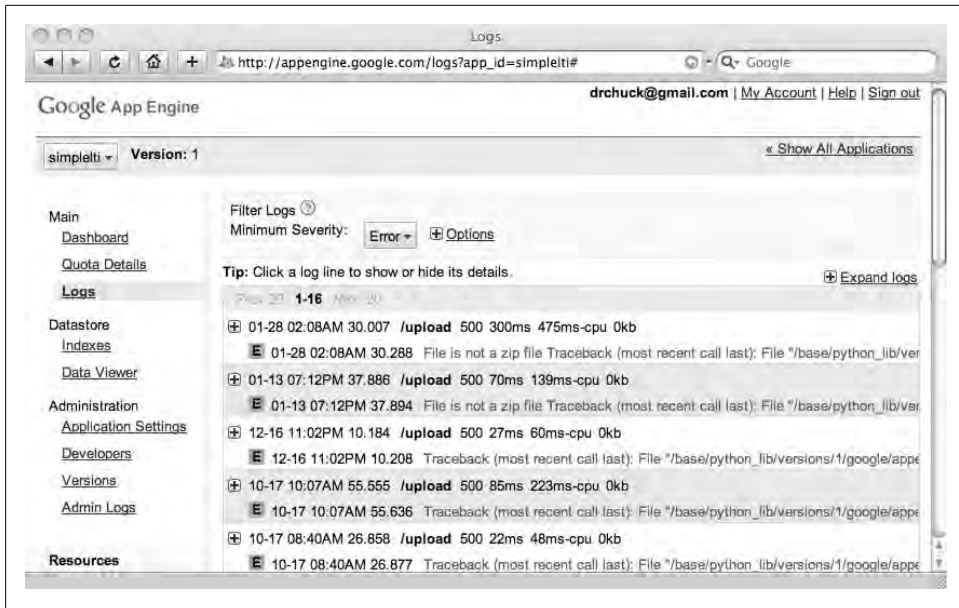 Logs
http://appengine.google.com/logs?app_id=simplelti#
Google
Google App Engine
drchuck@gmail.com | My Account | Help | Sign out
simplelti
Version: 1
« Show All Applications
Main
Dashboard
Quota Details
Logs
Datastore
Indexes
Data Viewer
Administration
Application Settings
Developers
Versions
Admin Logs
Resources
Filter Logs
Minimum Severity: Error Options
Tip: Click a log line to show or hide its details.
Expand logs
Prev 20 1-16 Next 20
01-28 02:08AM 30.007 /upload 500 300ms 475ms-cpu 0kb
E 01-28 02:08AM 30.288 File is not a zip file Traceback (most recent call last): File "/base/python_lib/ver
01-13 07:12PM 37.886 /upload 500 70ms 139ms-cpu 0kb
E 01-13 07:12PM 37.894 File is not a zip file Traceback (most recent call last): File "/base/python_lib/ver
12-16 11:02PM 10.184 /upload 500 27ms 60ms-cpu 0kb
E 12-16 11:02PM 10.208 Traceback (most recent call last): File "/base/python_lib/versions/1/google/appe
10-17 10:07AM 55.555 /upload 500 85ms 223ms-cpu 0kb
E 10-17 10:07AM 55.636 Traceback (most recent call last): File "/base/python_lib/versions/1/google/appe
10-17 08:40AM 26.858 /upload 500 22ms 48ms-cpu 0kb
E 10-17 08:40AM 26.877 Traceback (most recent call last): File "/base/python_lib/versions/1/google/appe